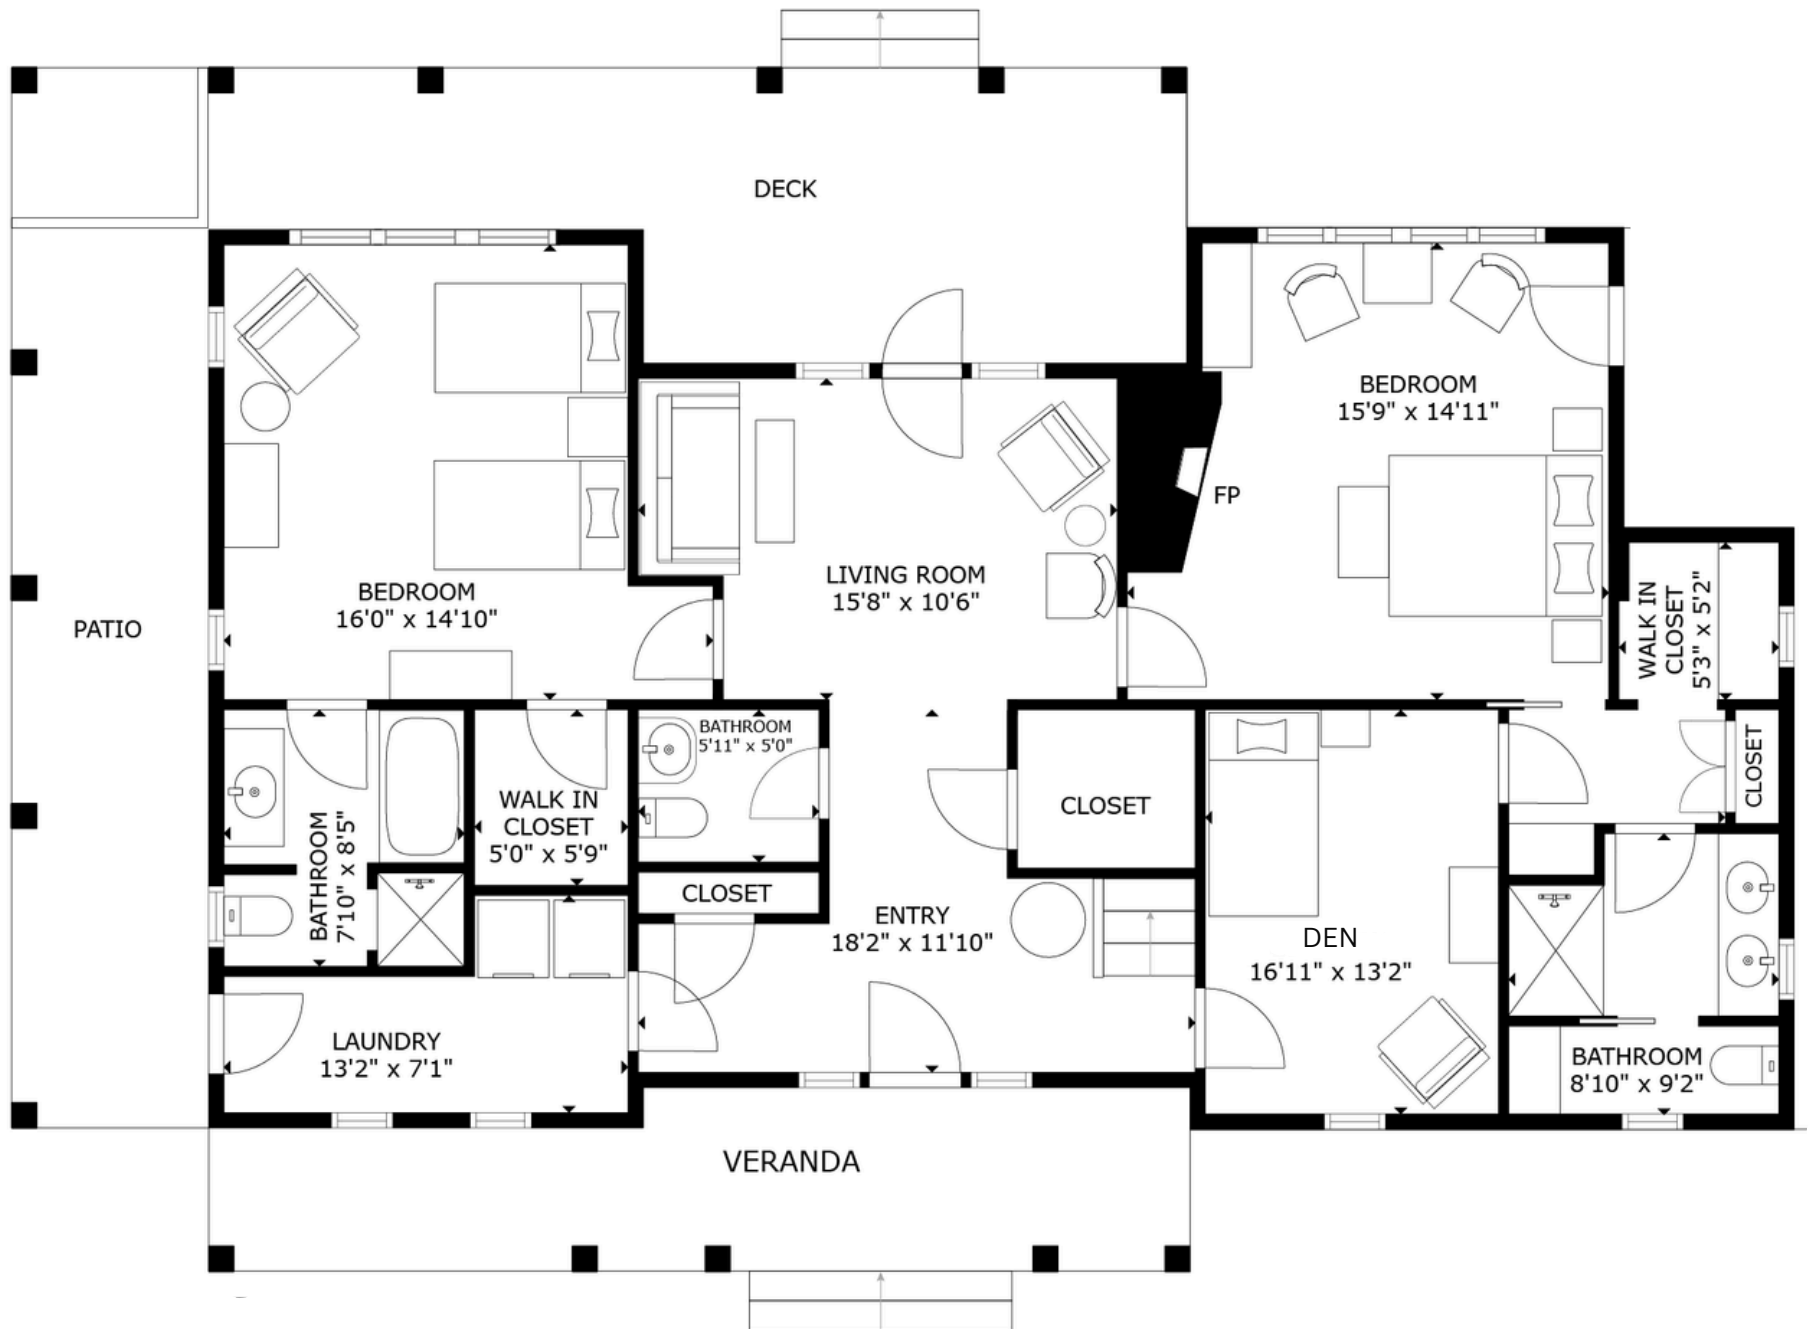 DECK
BEDROOM
15'9" x 14'11"
FP
BEDROOM
16'0" x 14'10"
LIVING ROOM
15'8" x 10'6"
PATIO
WALK IN
CLOSET
5'3" x 5'2"
BATHROOM
5'11" x 5'0"
WALK IN
CLOSET
5'0" x 5'9"
CLOSET
CLOSET
BATHROOM
7'10" x 8'5"
CLOSET
ENTRY
18'2" x 11'10"
DEN
16'11" x 13'2"
LAUNDRY
13'2" x 7'1"
BATHROOM
8'10" x 9'2"
VERANDA